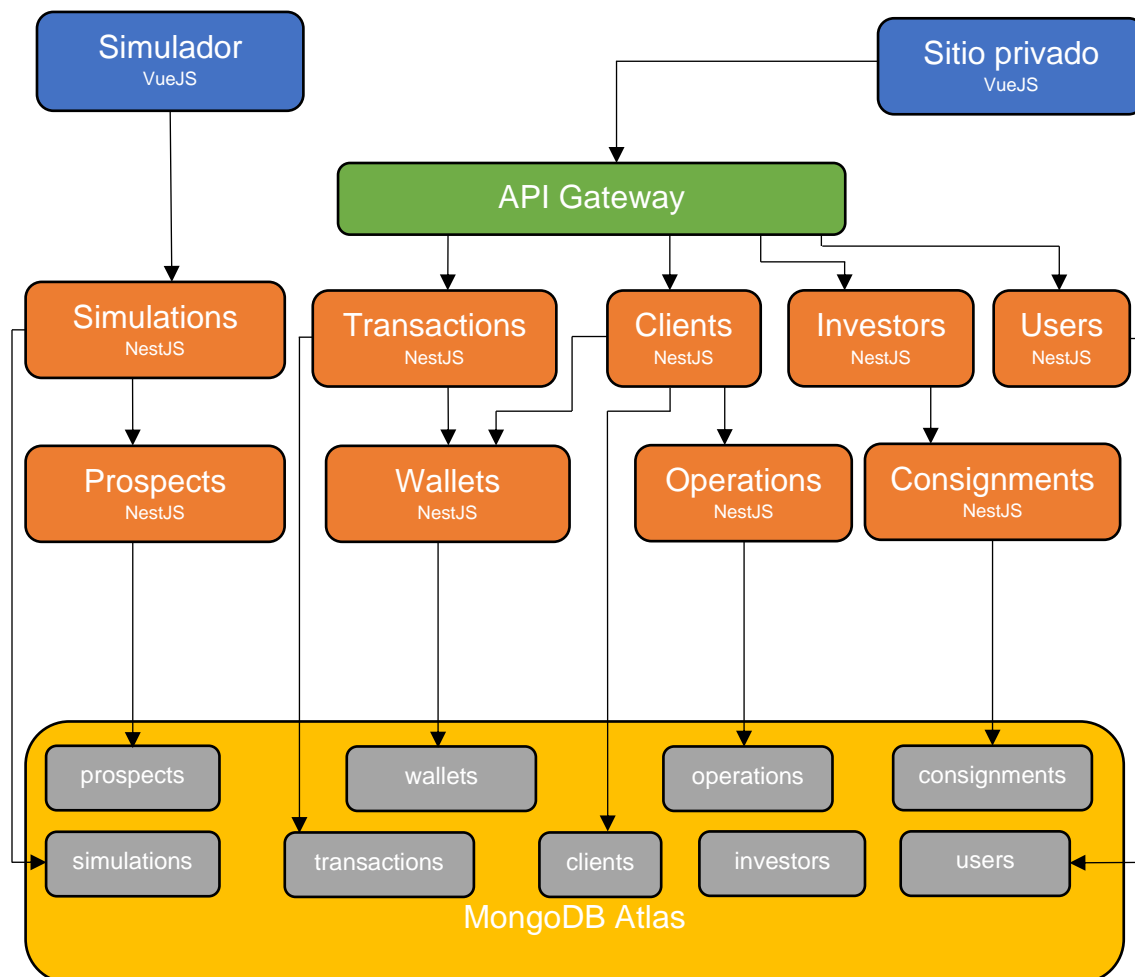 Simulador
VueJS
Sitio privado
VueJS
API Gateway
Simulations
NestJS
Transactions
NestJS
Clients
NestJS
Investors
NestJS
Users
NestJS
Prospects
NestJS
Wallets
NestJS
Operations
NestJS
Consignments
NestJS
prospects
wallets
operations
consignments
simulations
transactions
clients
investors
users
MongoDB Atlas